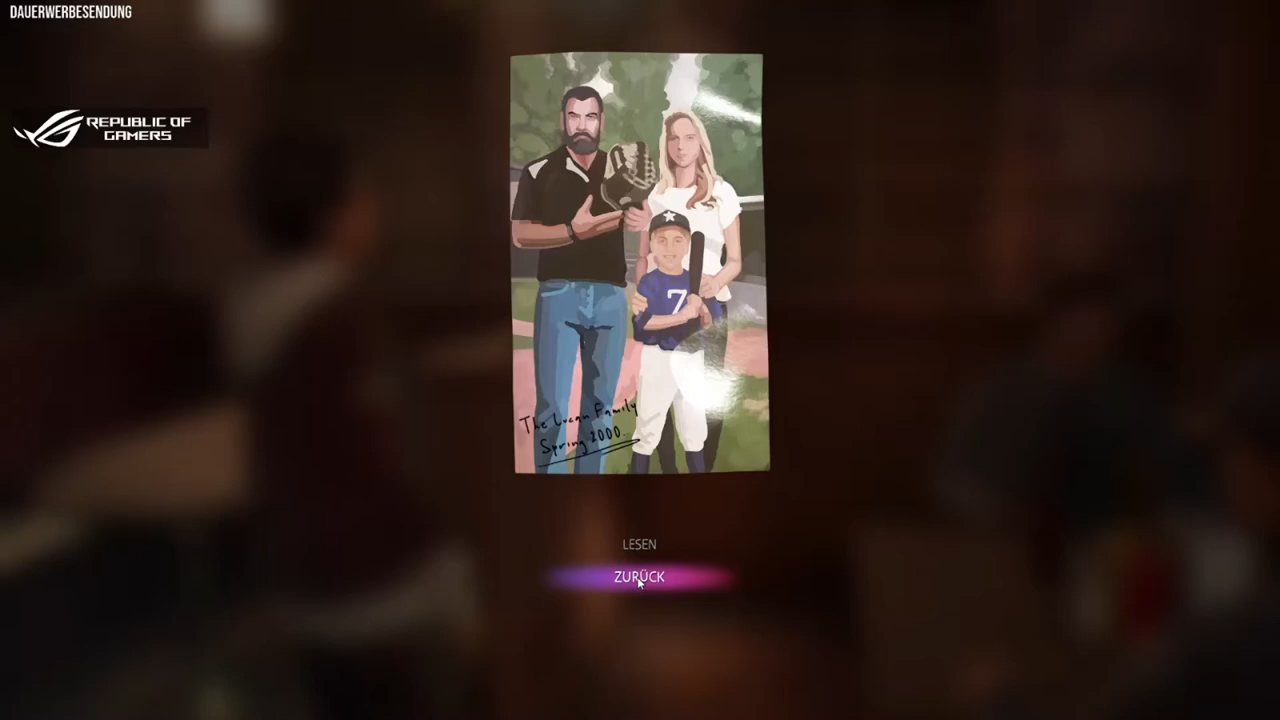 DAUERWERBESENDUNG
REPUBLIC OF
GAMERS
7
The Lucan Family
Spring 2000.
LESEN
ZURÜCK